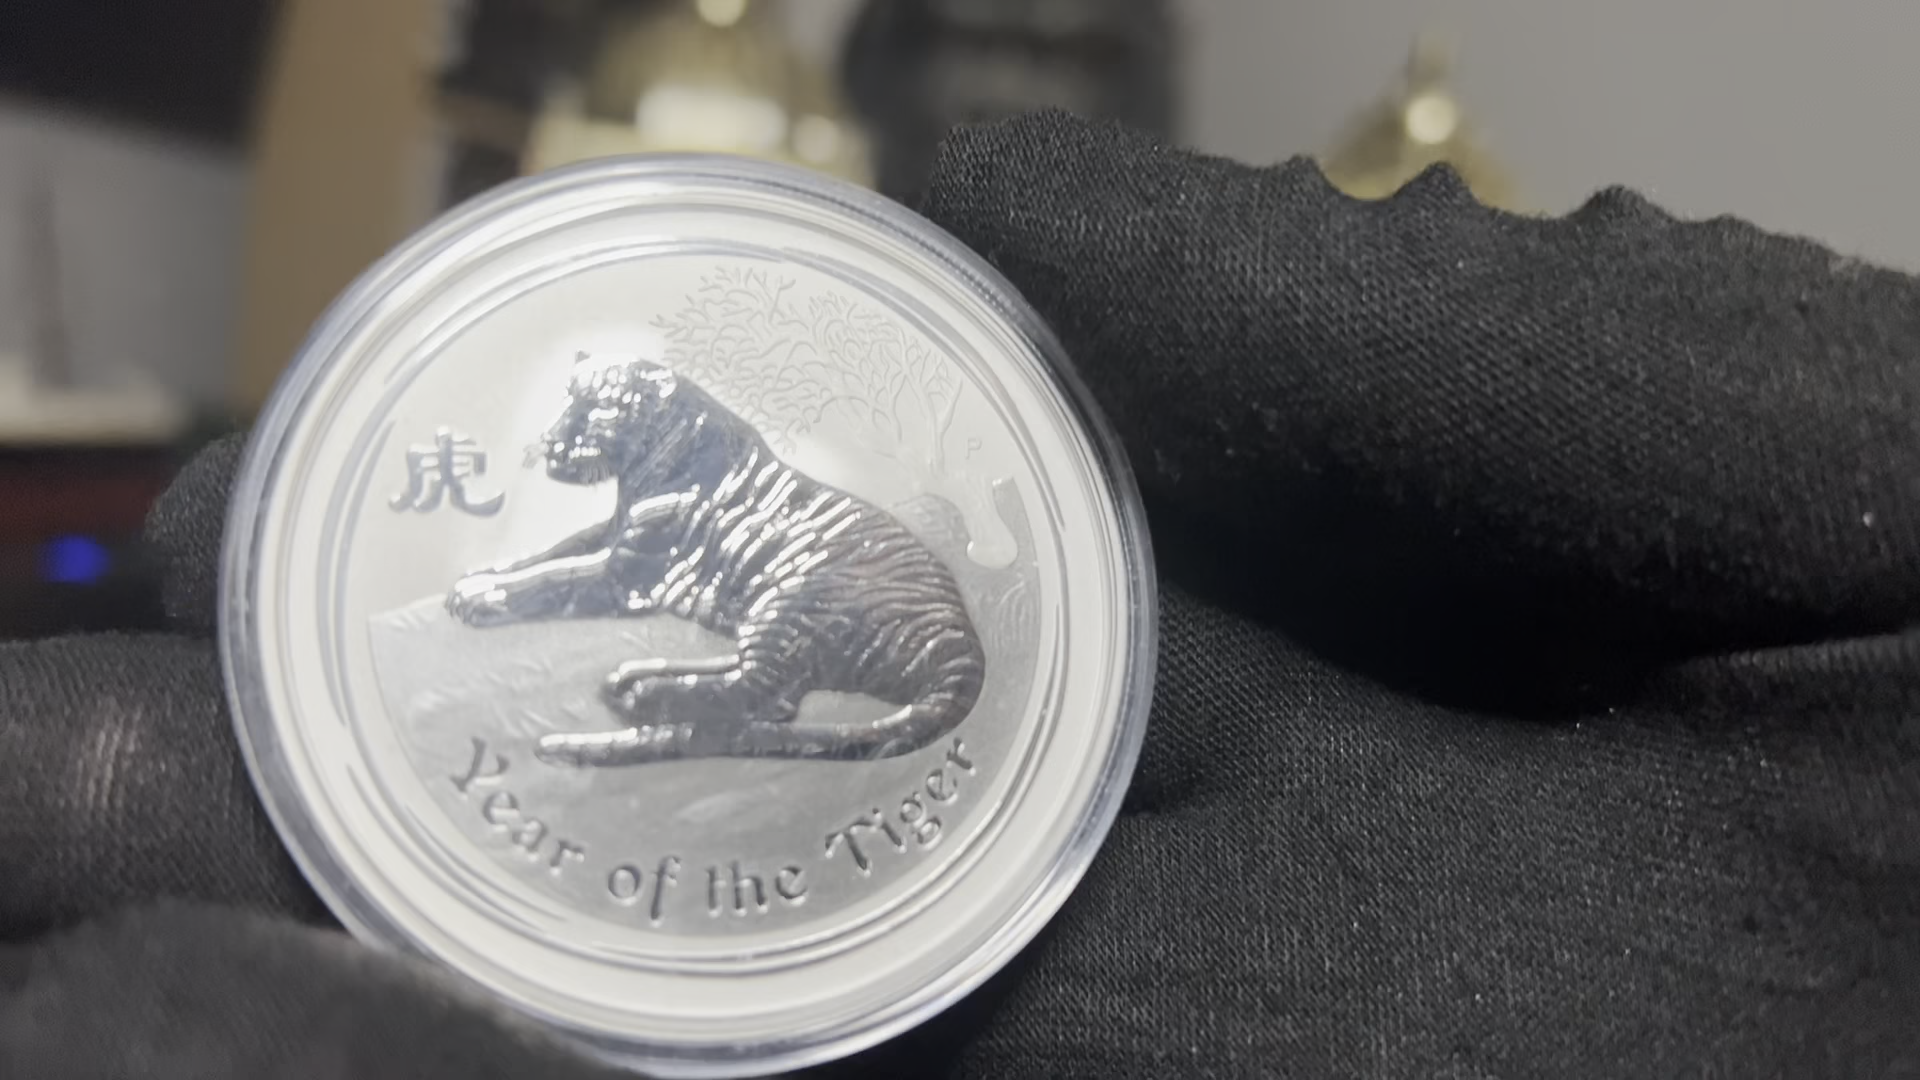 虎
P
Year of the Tiger